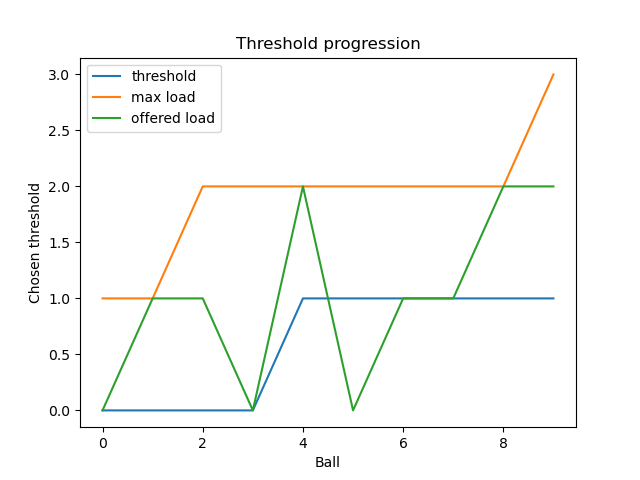 Threshold progression
threshold
max load
offered load
3.0
2.5
2.0
1.5
1.0
0.5
0.0
Chosen threshold
0 2 4 6 8
Ball